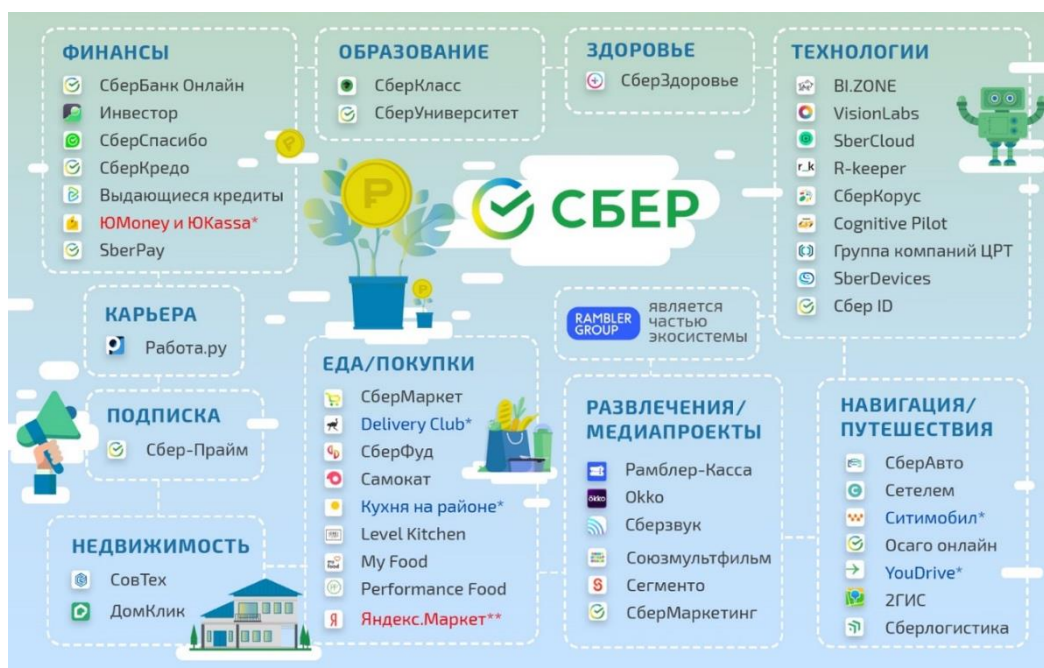 ФИНАНСЫ
СберБанк Онлайн
Инвестор
СберСпасибо
СберКредо
Выдающиеся кредиты
ЮMoney и ЮKassa*
SberPay
ОБРАЗОВАНИЕ
СберКласс
СберУниверситет
ЗДОРОВЬЕ
СберЗдоровье
ТЕХНОЛОГИИ
BI.ZONE
VisionLabs
SberCloud
r_k R-keeper
СберКорус
Cognitive Pilot
Группа компаний ЦРТ
SberDevices
Сбер ID
СБЕР
КАРЬЕРА
Работа.ру
ПОДПИСКА
Сбер-Прайм
НЕДВИЖИМОСТЬ
СовТех
ДомКлик
ЕДА/ПОКУПКИ
СберМаркет
Delivery Club*
СберФуд
Самокат
Кухня на районе*
Level Kitchen
My Food
Performance Food
Я Яндекс.Маркет**
RAMBLER
GROUP
является
частью
экосистемы
РАЗВЛЕЧЕНИЯ/
МЕДИАПРОЕКТЫ
Рамблер-Касса
okko Okko
Сберзвук
Союзмультфильм
S Сегменто
СберМаркетинг
НАВИГАЦИЯ/
ПУТЕШЕСТВИЯ
СберАвто
Сетелем
Ситимобил*
Осаго онлайн
YouDrive*
2ГИС
Сберлогистика